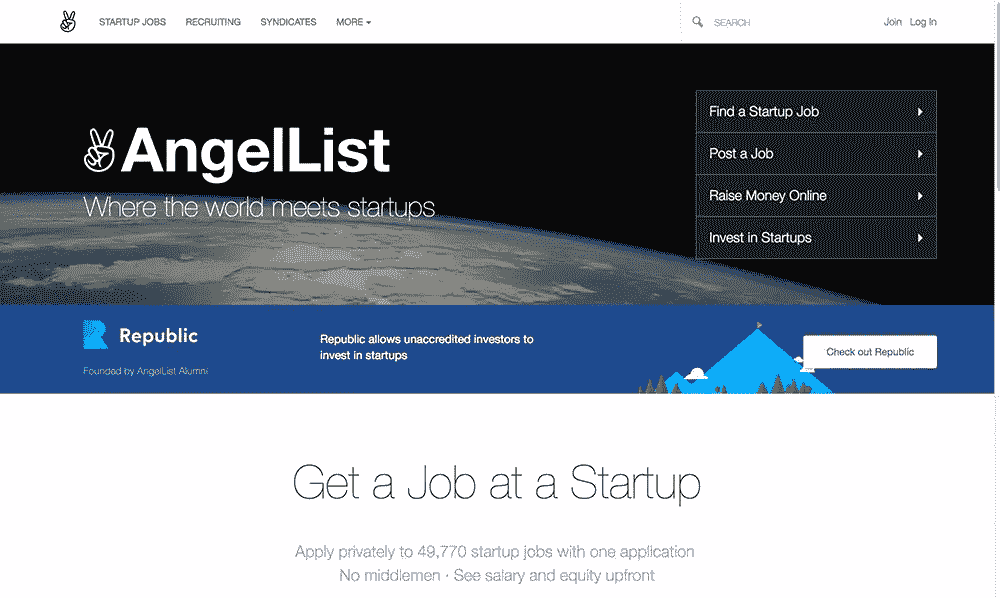 STARTUP JOBS RECRUITING SYNDICATES MORE SEARCH Join Log In
AngelList
Where the world meets startups
Find a Startup Job
Post a Job
Raise Money Online
Invest in Startups
Republic
Founded by AngelList Alumni
Republic allows unaccredited investors to
invest in startups
Check out Republic
Get a Job at a Startup
Apply privately to 49,770 startup jobs with one application
No middlemen · See salary and equity upfront